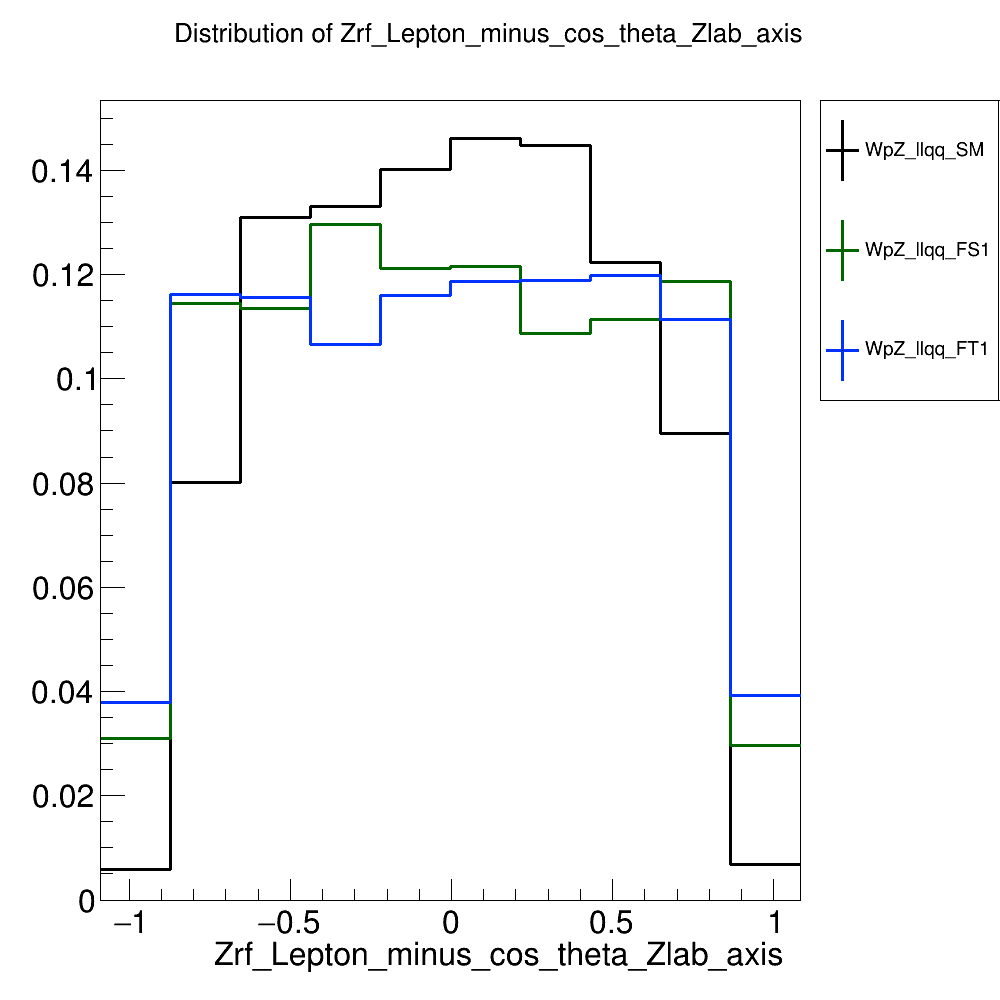 Distribution of Zrf_Lepton_minus_cos_theta_Zlab_axis
WpZ_llqq_SM
WpZ_llqq_FS1
WpZ_llqq_FT1
0.14
0.12
0.1
0.08
0.06
0.04
0.02
0
−1 −0.5 0 0.5 1
Zrf_Lepton_minus_cos_theta_Zlab_axis